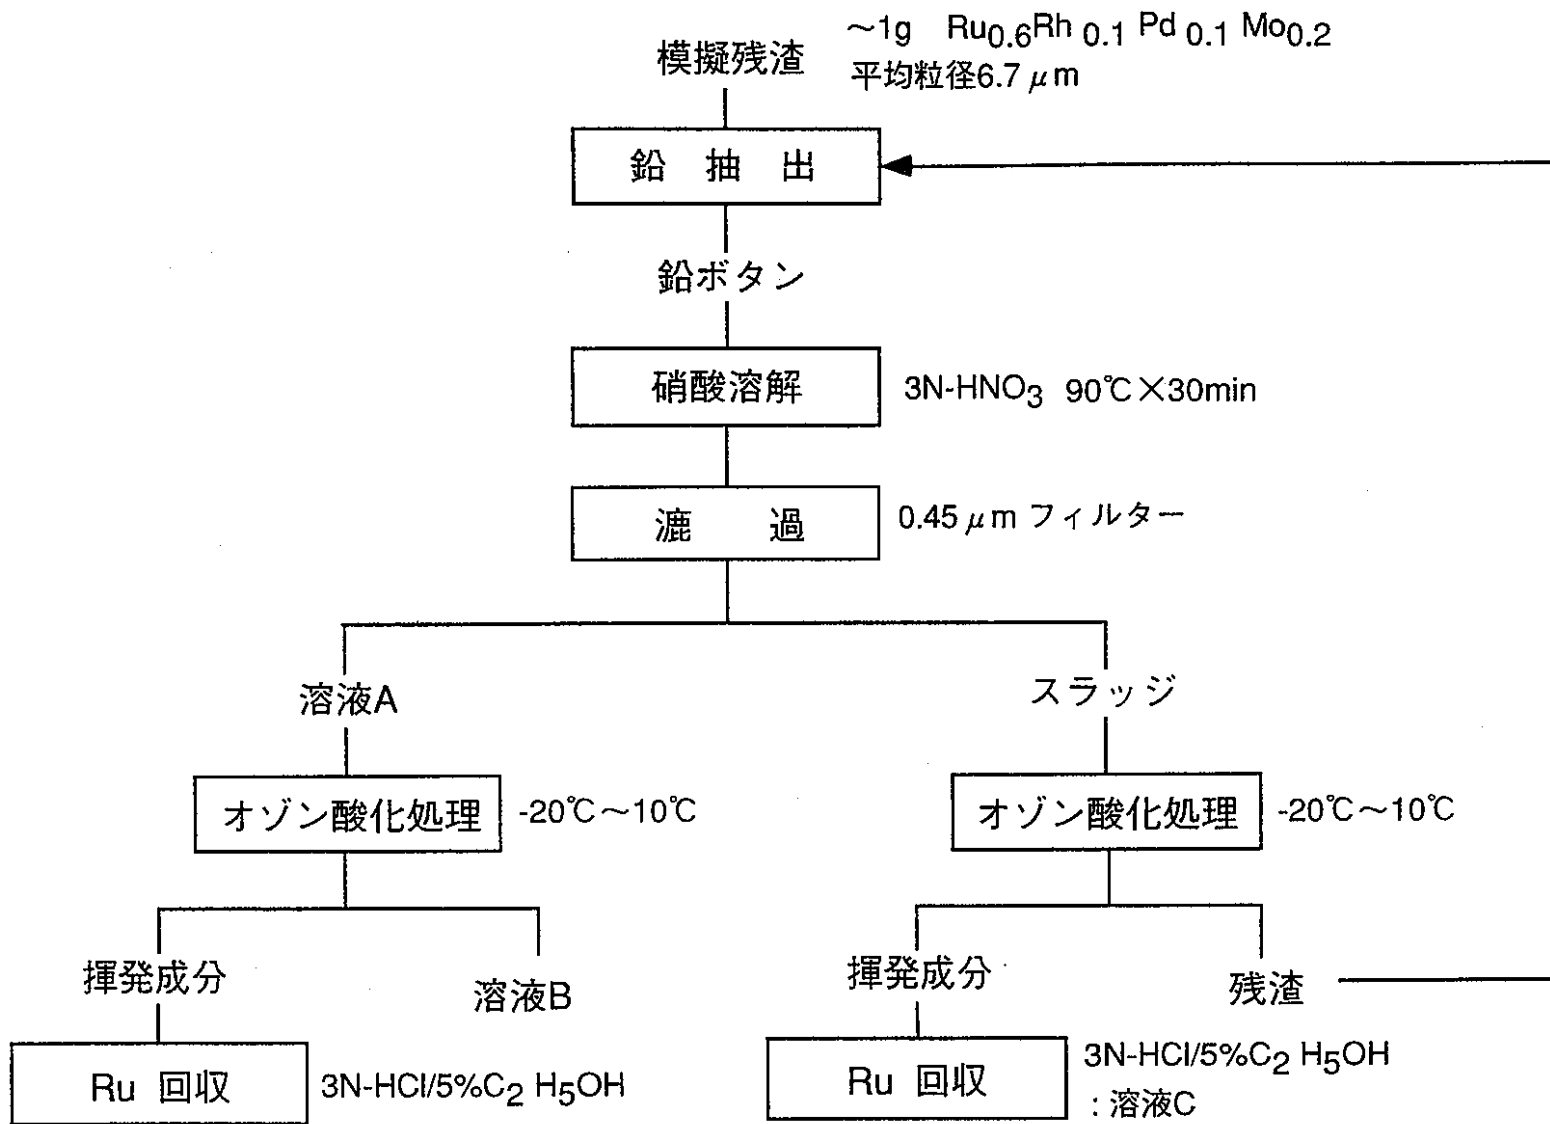 模擬残渣
～1g Ru0.6Rh 0.1 Pd 0.1 Mo0.2
平均粒径6.7 μm
鉛 抽 出
鉛ボタン
硝酸溶解
3N-HNO3 90℃×30min
漉 過
0.45 μm フィルター
溶液A
スラッジ
オゾン酸化処理
-20℃～10℃
オゾン酸化処理
-20℃～10℃
揮発成分
溶液B
揮発成分
残渣
Ru 回収
3N-HCl/5%C2 H5OH
Ru 回収
3N-HCl/5%C2 H5OH
: 溶液C